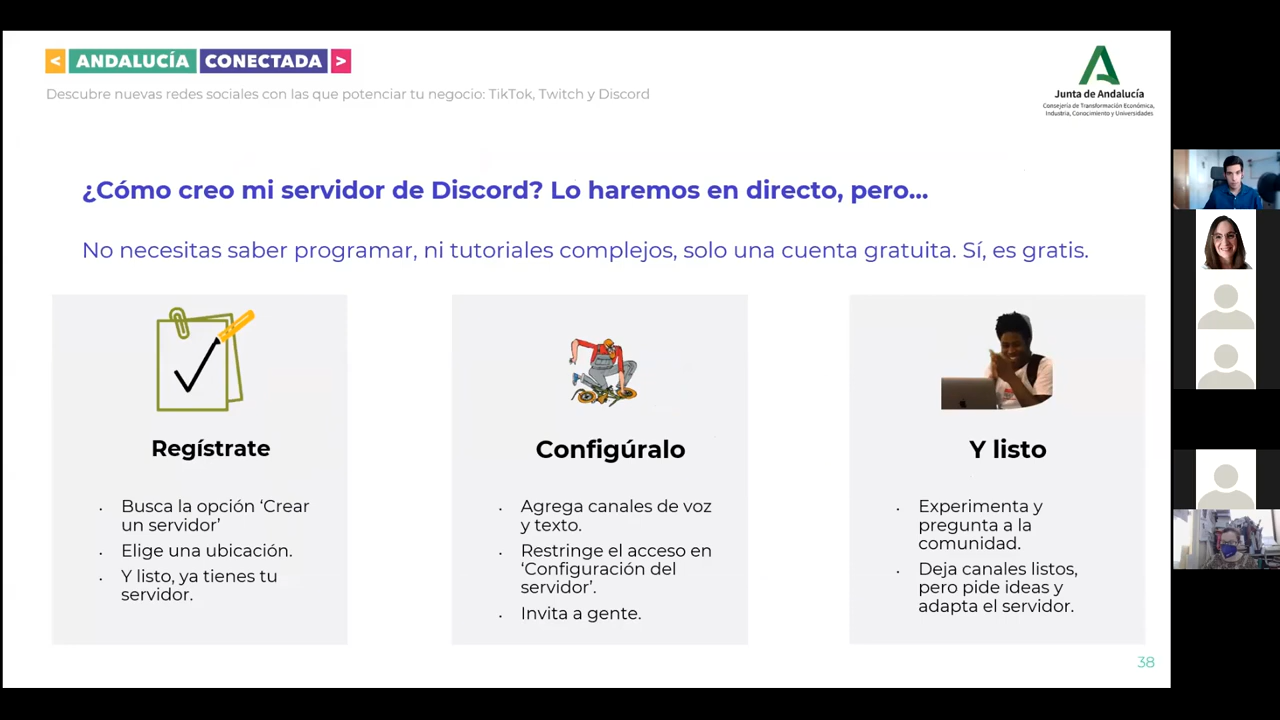 < ANDALUCÍA CONECTADA >
Descubre nuevas redes sociales con las que potenciar tu negocio: TikTok, Twitch y Discord
Junta de Andalucía
Consejería de Transformación Económica,
Industria, Conocimiento y Universidades
¿Cómo creo mi servidor de Discord? Lo haremos en directo, pero...
No necesitas saber programar, ni tutoriales complejos, solo una cuenta gratuita. Sí, es gratis.
Regístrate
· Busca la opción ‘Crear
un servidor’
· Elige una ubicación.
· Y listo, ya tienes tu
servidor.
Configúralo
· Agrega canales de voz
y texto.
· Restringe el acceso en
‘Configuración del
servidor’.
· Invita a gente.
Y listo
· Experimenta y
pregunta a la
comunidad.
· Deja canales listos,
pero pide ideas y
adapta el servidor.
38